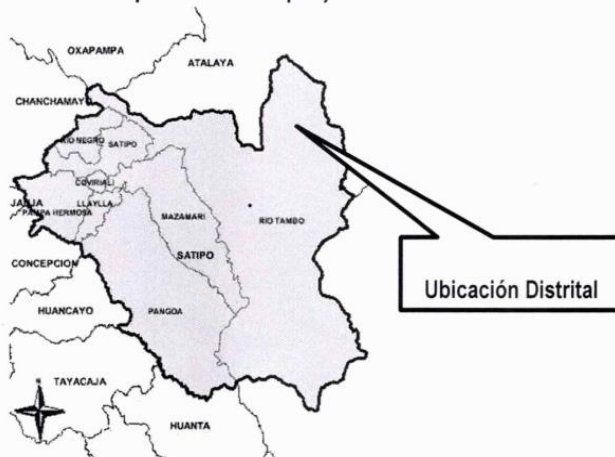 OXAPAMPA
ATALAYA
CHANCHAMAYO
RIO NEGRO
SATIPO
COVIRIALI
JAUJA
LLAYLLA
PAMPA HERMOSA
MAZAMARI
RIO TAMBO
CONCEPCION
SATIPO
Ubicación Distrital
HUANCAYO
PANGOA
TAYACAJA
N
HUANTA